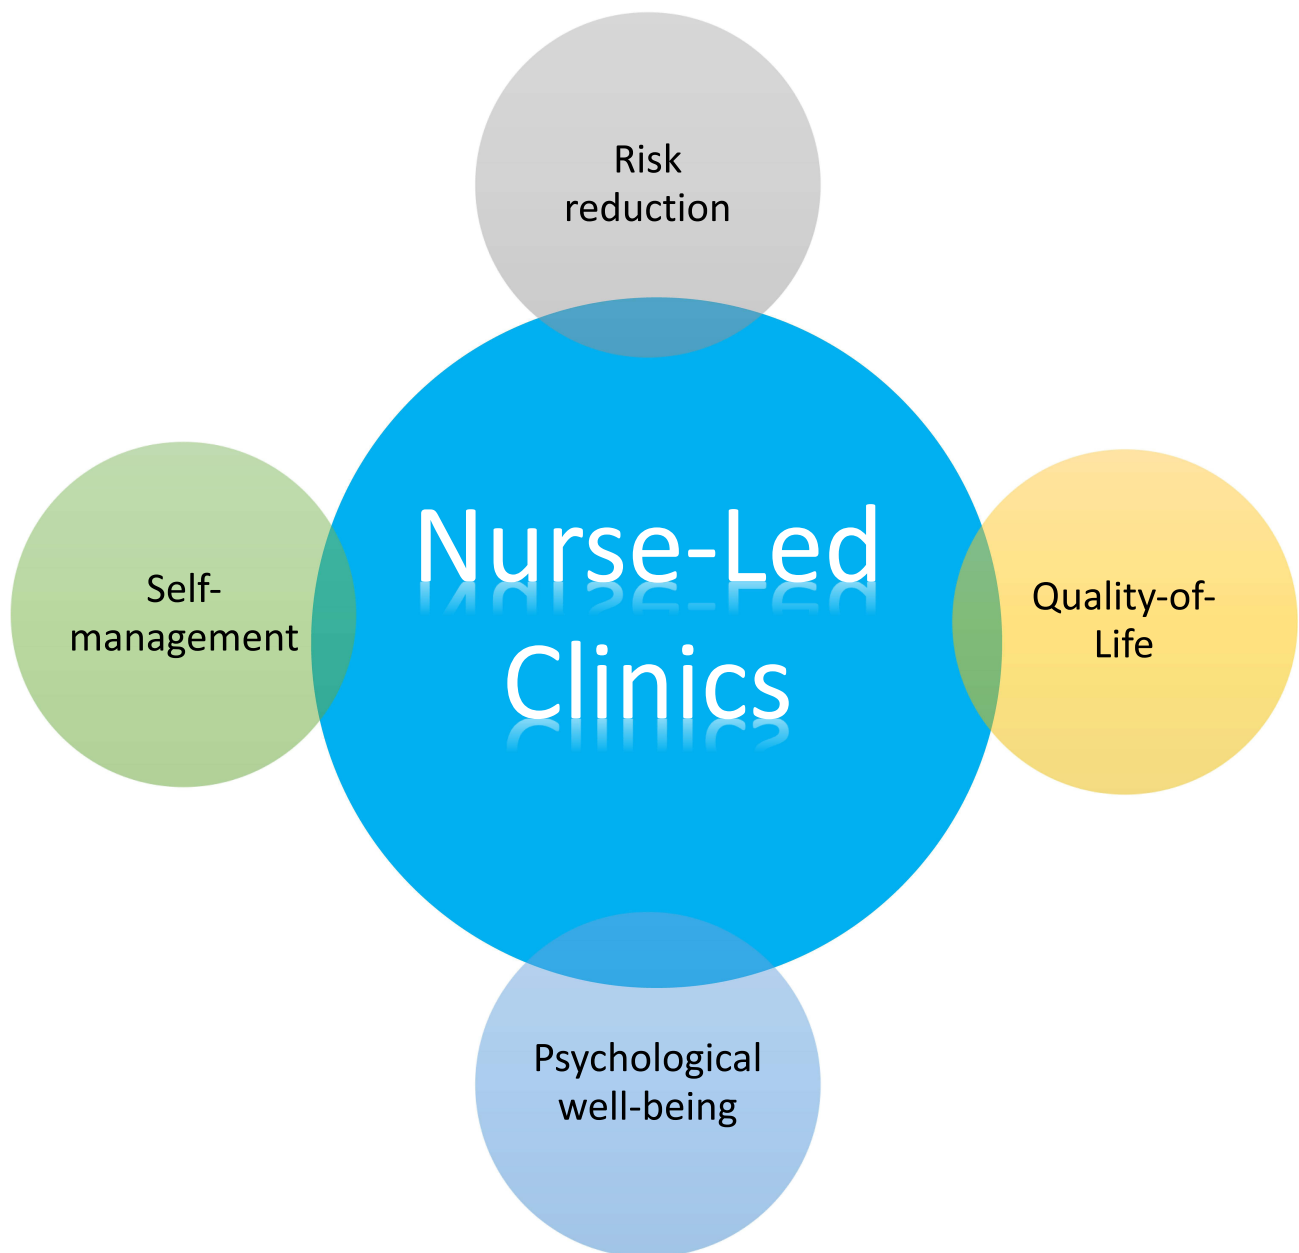 Risk
reduction
Nurse-Led
Clinics
Self-
management
Quality-of-
Life
Psychological
well-being